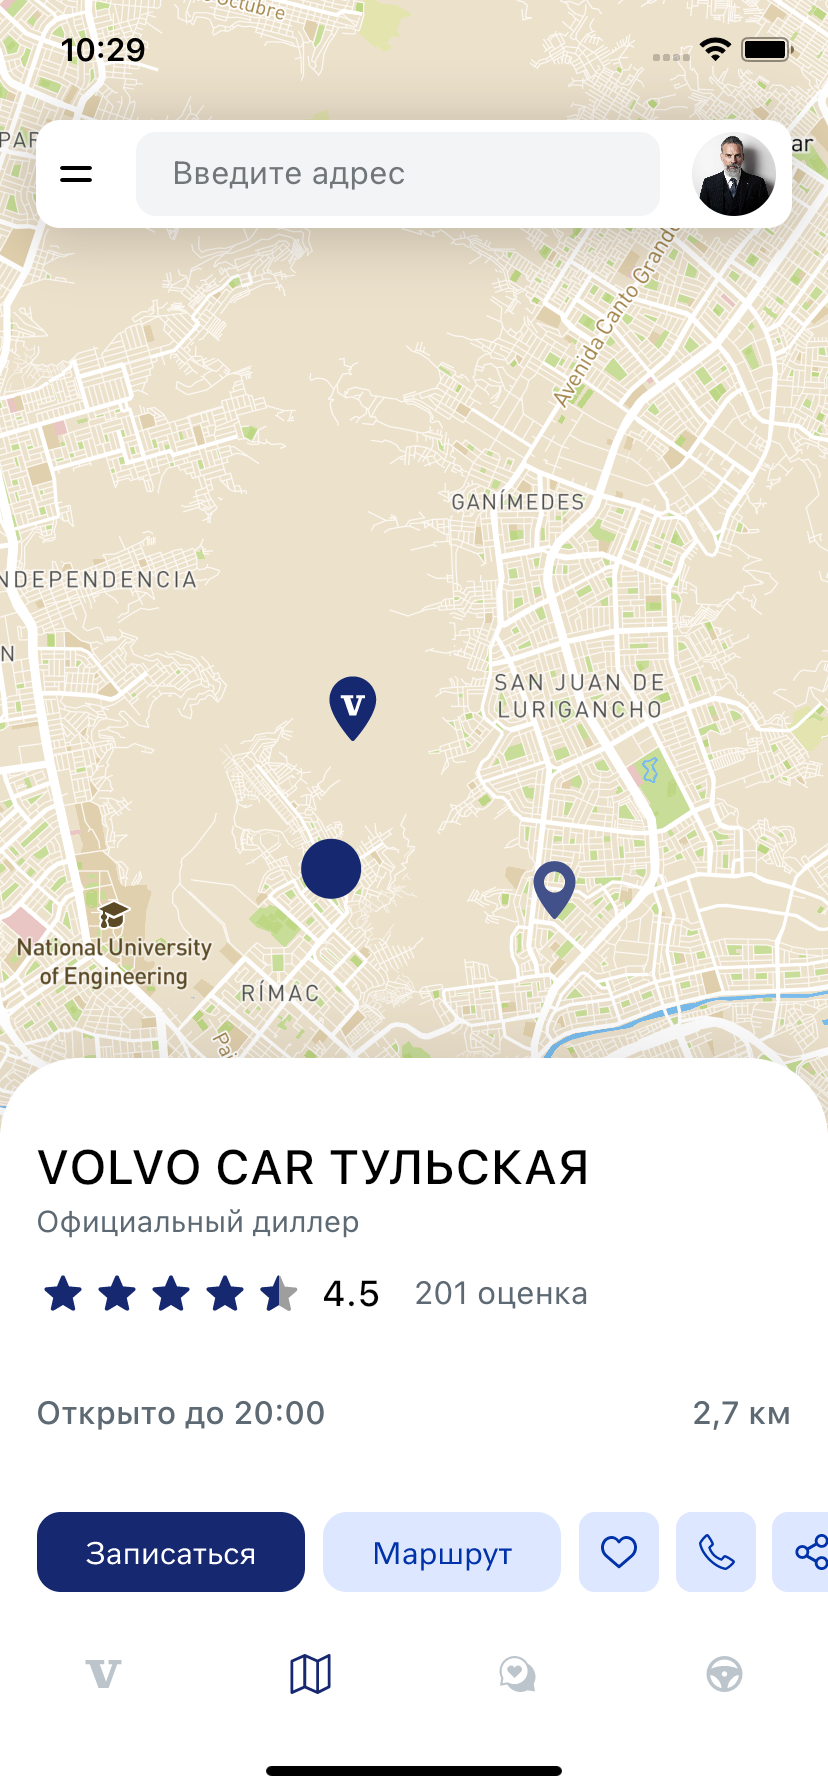 Octubre
10:29
Введите адрес
ar
Avenida Canto Grande
GANÍMEDES
NDEPENDENCIA
N
V
SAN JUAN DE
LURIGANCHO
National University
of Engineering
RÍMAC
VOLVO CAR ТУЛЬСКАЯ
Официальный диллер
4.5 201 оценка
Открыто до 20:00 2,7 км
Записаться Маршрут
V